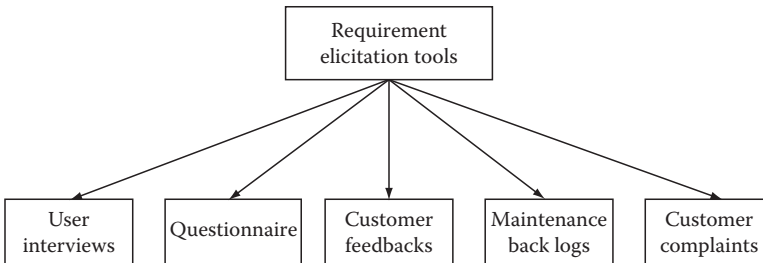 Requirement
elicitation tools
User
interviews
Questionnaire
Customer
feedbacks
Maintenance
back logs
Customer
complaints